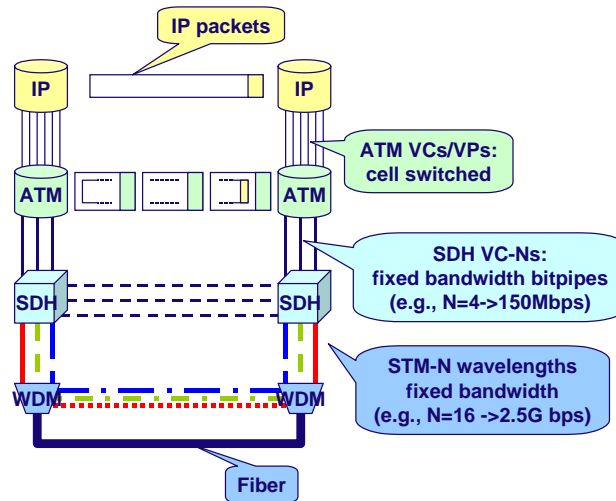 IP packets
IP
IP
ATM VCs/VPs:
cell switched
ATM
ATM
SDH VC-Ns:
fixed bandwidth bitpipes
(e.g., N=4->150Mbps)
SDH
SDH
STM-N wavelengths
fixed bandwidth
(e.g., N=16 ->2.5G bps)
WDM
WDM
Fiber